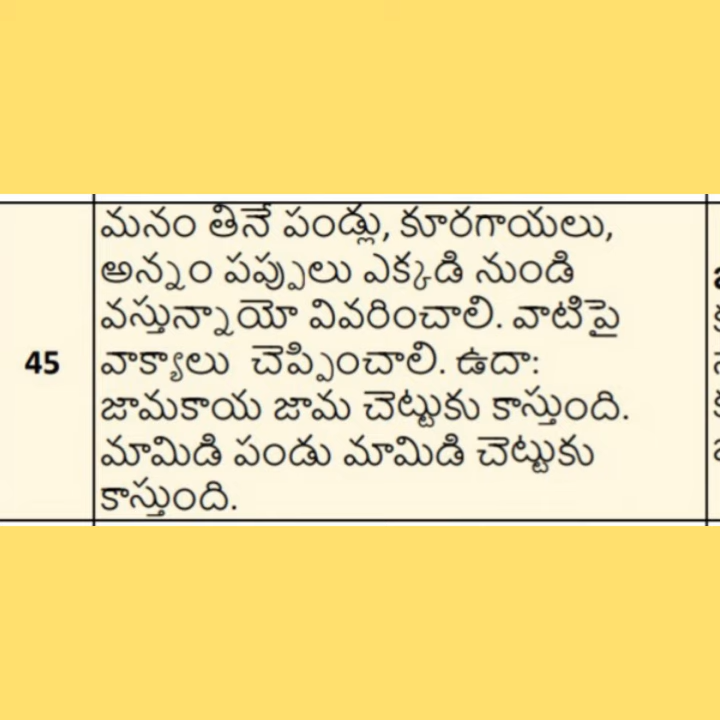 మనం తినే పండ్లు, కూరగాయలు,
అన్నం పప్పులు ఎక్కడి నుండి
వస్తున్నాయో వివరించాలి. వాటిపై
45 వాక్యాలు చెప్పించాలి. ఉదా:
జామకాయ జామ చెట్టుకు కాస్తుంది.
మామిడి పండు మామిడి చెట్టుకు
కాస్తుంది.